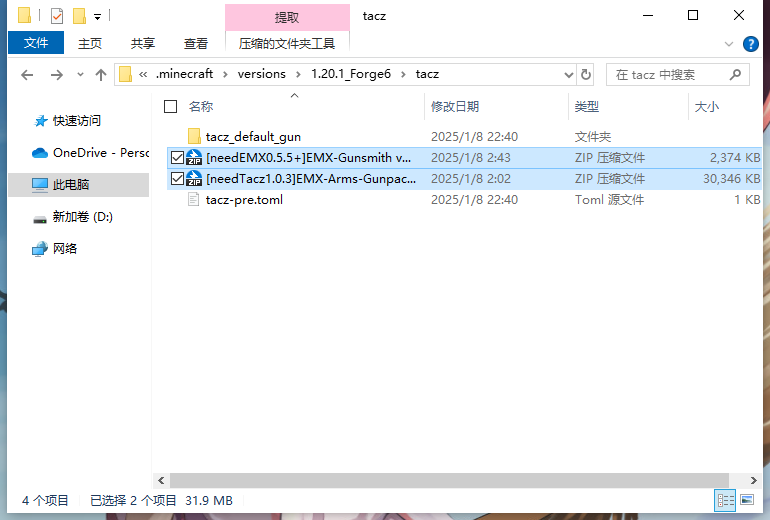 提取
tacz
文件
主页
共享
查看
压缩的文件夹工具
« .minecraft › versions › 1.20.1_Forge6 › tacz
在 tacz 中搜索
名称 修改日期 类型 大小
快速访问
OneDrive - Persc
此电脑
新加卷 (D:)
网络
tacz_default_gun 2025/1/8 22:40 文件夹
ZIP [needEMX0.5.5+]EMX-Gunsmith v... 2025/1/8 2:43 ZIP 压缩文件 2,374 KB
ZIP [needTacz1.0.3]EMX-Arms-Gunpac... 2025/1/8 2:02 ZIP 压缩文件 30,346 KB
tacz-pre.toml 2025/1/8 22:40 Toml 源文件 1 KB
4 个项目 已选择 2 个项目 31.9 MB